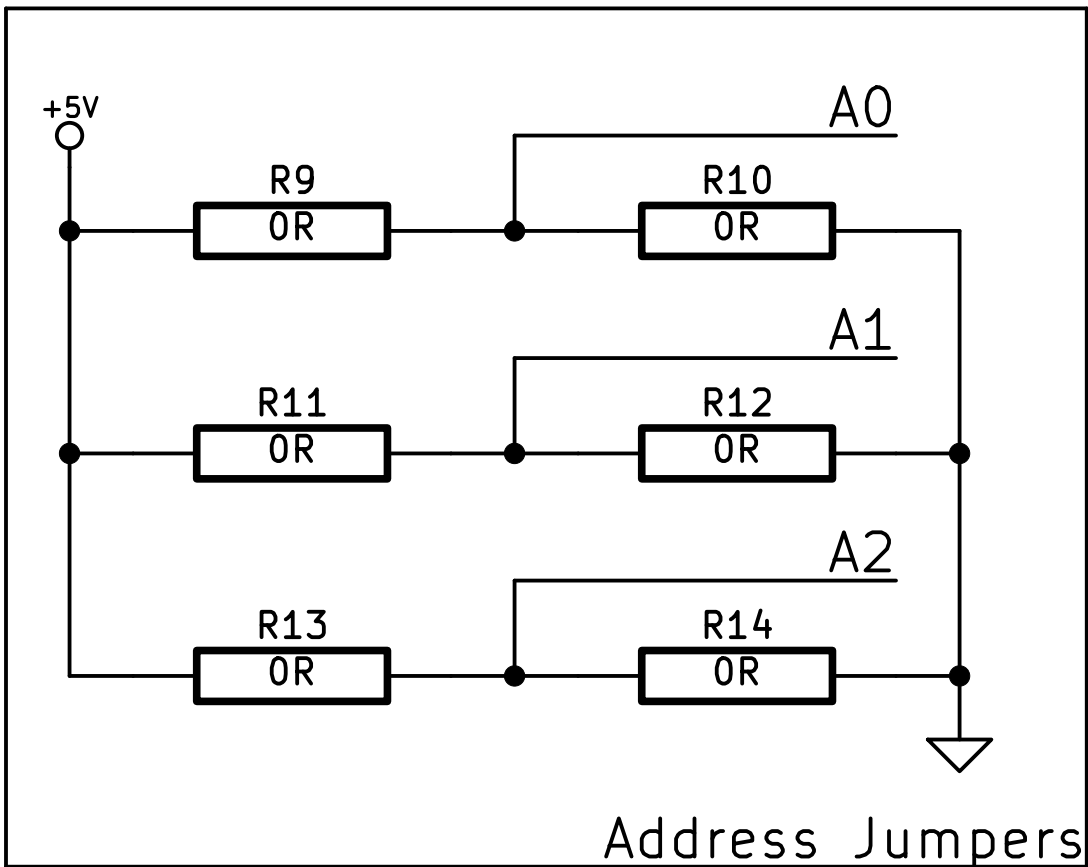 +5V
A0
R9
0R
R10
0R
A1
R11
0R
R12
0R
A2
R13
0R
R14
0R
Address Jumpers